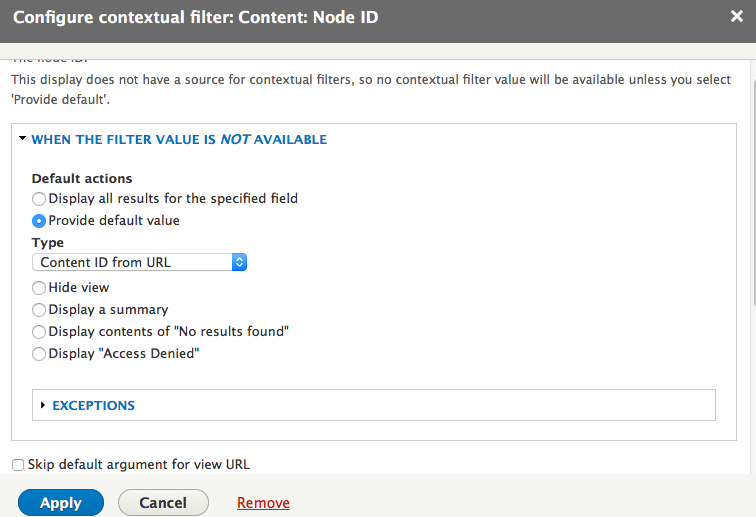 Configure contextual filter: Content: Node ID
The node ID.
This display does not have a source for contextual filters, so no contextual filter value will be available unless you select
'Provide default'.
WHEN THE FILTER VALUE IS NOT AVAILABLE
Default actions
Display all results for the specified field
Provide default value
Type
Content ID from URL
Hide view
Display a summary
Display contents of "No results found"
Display "Access Denied"
EXCEPTIONS
Skip default argument for view URL
Apply Cancel Remove